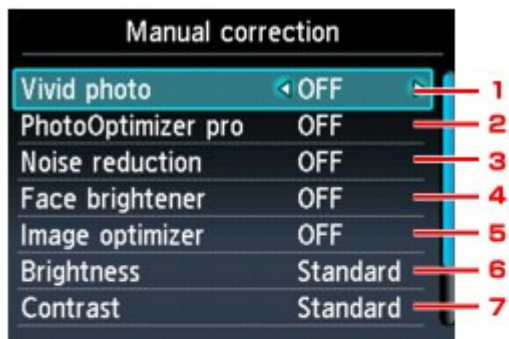 Manual correction
Vivid photo OFF 1
PhotoOptimizer pro OFF 2
Noise reduction OFF 3
Face brightener OFF 4
Image optimizer OFF 5
Brightness Standard 6
Contrast Standard 7